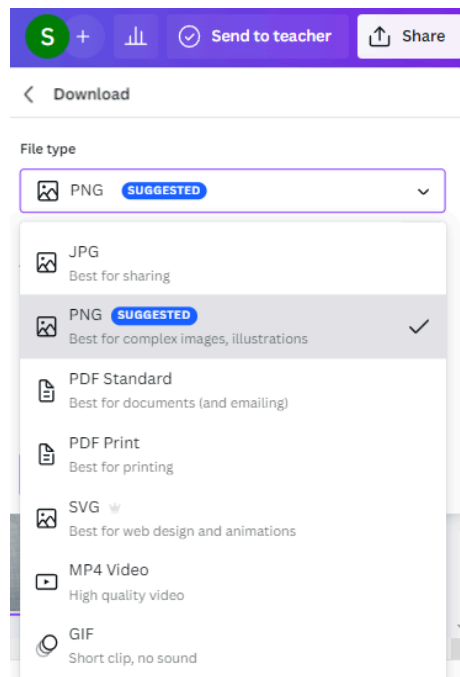 S + Send to teacher Share
Download
File type
PNG SUGGESTED
JPG
Best for sharing
PNG SUGGESTED
Best for complex images, illustrations
PDF Standard
Best for documents (and emailing)
PDF Print
Best for printing
SVG
Best for web design and animations
MP4 Video
High quality video
GIF
Short clip, no sound